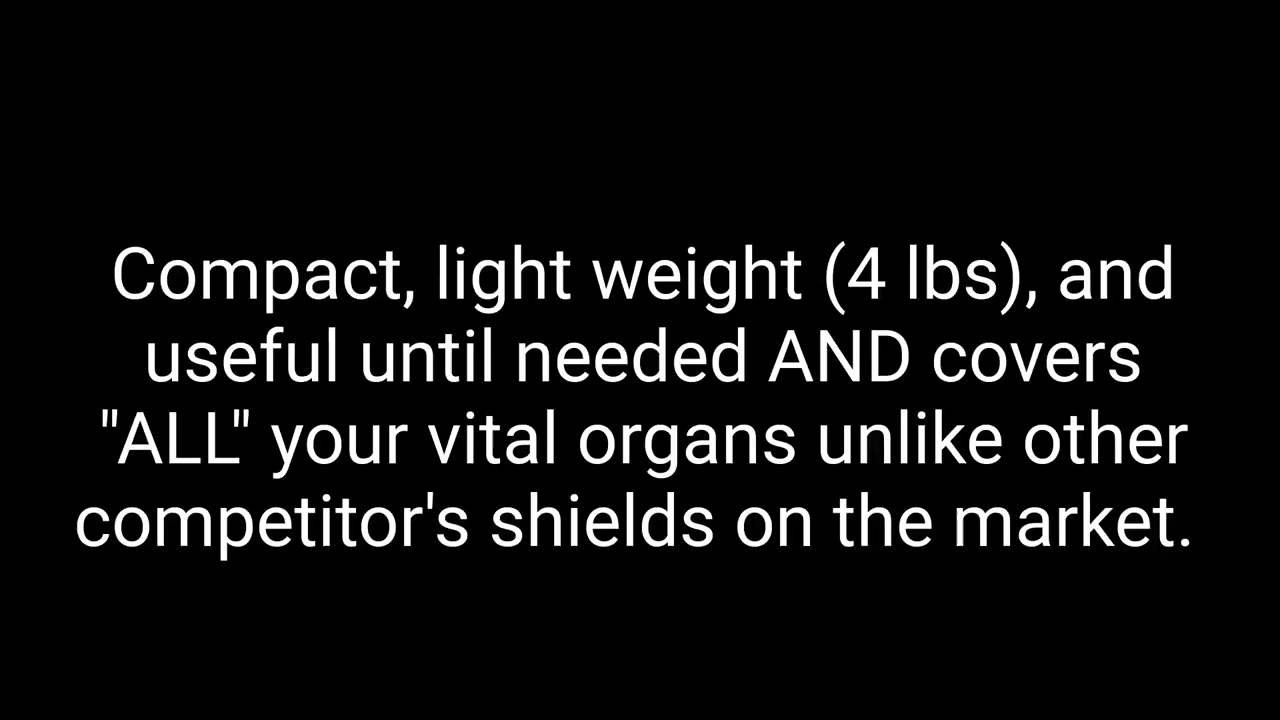 Compact, light weight (4 lbs), and
useful until needed AND covers
"ALL" your vital organs unlike other
competitor's shields on the market.